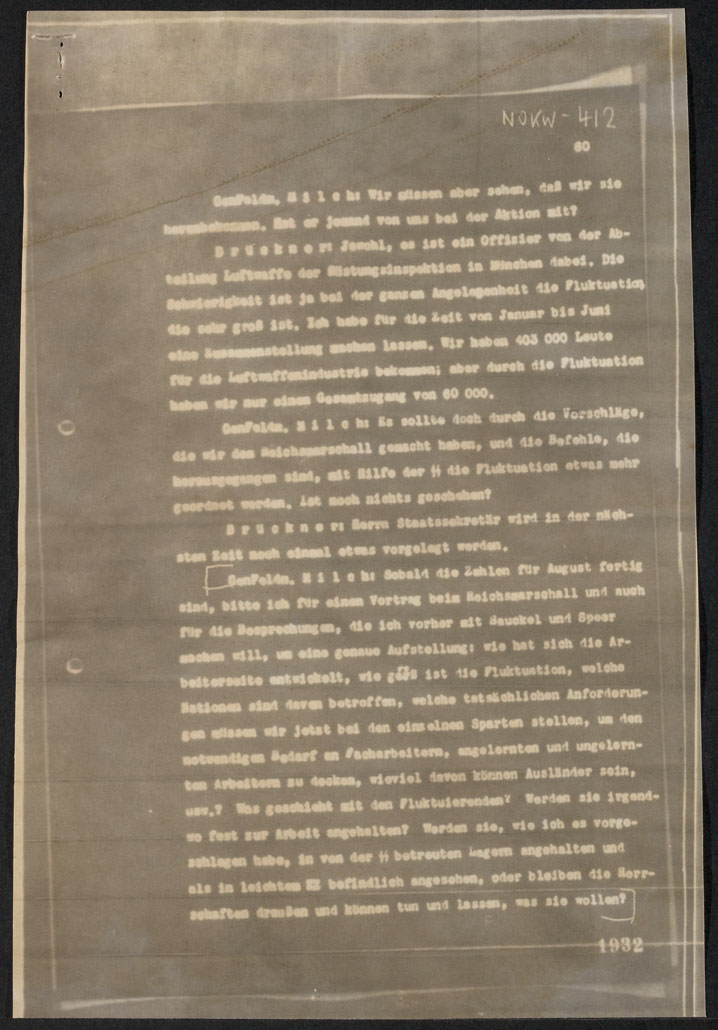 NOKW-412
60
GenFeldm. M i l c h: Wir müssen aber sehen, daß wir sie
herausbekommen. Hat er jemand von uns bei der Aktion mit?
B r ü c k n e r: Jawohl, es ist ein Offizier von der Ab-
teilung Luftwaffe der Rüstungsinspektion in München dabei. Die
Schwierigkeit ist ja bei der ganzen Angelegenheit die Fluktuation,
die sehr groß ist. Ich habe für die Zeit von Januar bis Juni
eine Zusammenstellung machen lassen. Wir haben 403 000 Leute
für die Luftwaffenindustrie bekommen; aber durch die Fluktuation
haben wir nur einen Gesamtzugang von 60 000.
GenFeldm. M i l c h: Es sollte doch durch die Vorschläge,
die wir dem Reichsmarschall gemacht haben, und die Befehle, die
herausgegangen sind, mit Hilfe der ᛋᛋ die Fluktuation etwas mehr
geordnet werden. Ist noch nichts geschehen?
B r ü c k n e r: Herrn Staatssekretär wird in der näch-
sten Zeit noch einmal etwas vorgelegt werden.
GenFeldm. M i l c h: Sobald die Zahlen für August fertig
sind, bitte ich für einen Vortrag beim Reichsmarschall und auch
für die Besprechungen, die ich vorher mit Sauckel und Speer
machen will, um eine genaue Aufstellung: wie hat sich die Ar-
beiterseite entwickelt, wie groß ist die Fluktuation, welche
Nationen sind davon betroffen, welche tatsächlichen Anforderun-
gen müssen wir jetzt bei den einzelnen Sparten stellen, um den
notwendigen Bedarf an Facharbeitern, angelernten und ungelern-
ten Arbeitern zu decken, wieviel davon können Ausländer sein,
usw.? Was geschieht mit den Fluktuierenden? Werden sie irgend-
wo fest zur Arbeit angehalten? Werden sie, wie ich es vorge-
schlagen habe, in von der ᛋᛋ betreuten Lagern angehalten und
als in leichtem KZ befindlich angesehen, oder bleiben die Herr-
schaften draußen und können tun und lassen, was sie wollen?
1932